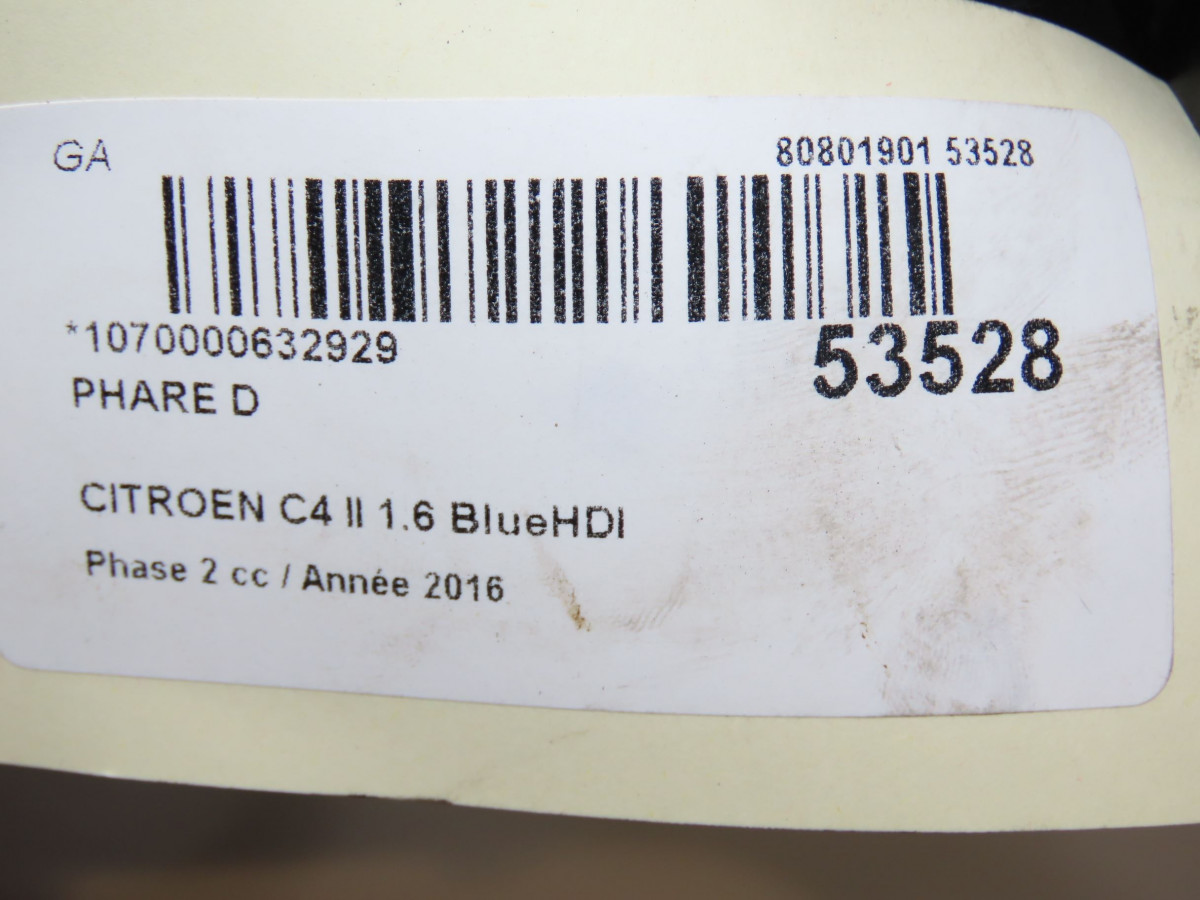 GA
80801901 53528
*1070000632929
53528
PHARE D
CITROEN C4 II 1.6 BlueHDI
Phase 2 cc / Année 2016